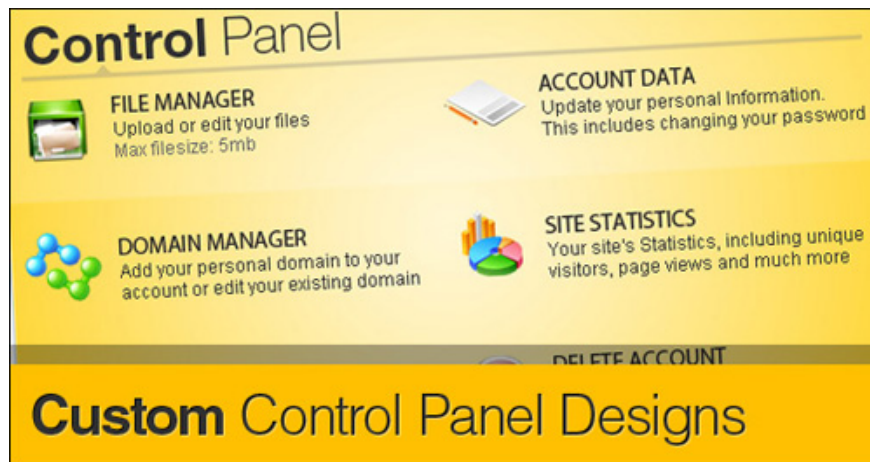 Control Panel
FILE MANAGER
Upload or edit your files
Max filesize: 5mb
ACCOUNT DATA
Update your personal Information.
This includes changing your password
DOMAIN MANAGER
Add your personal domain to your
account or edit your existing domain
SITE STATISTICS
Your site's Statistics, including unique
visitors, page views and much more
DELETE ACCOUNT
Custom Control Panel Designs